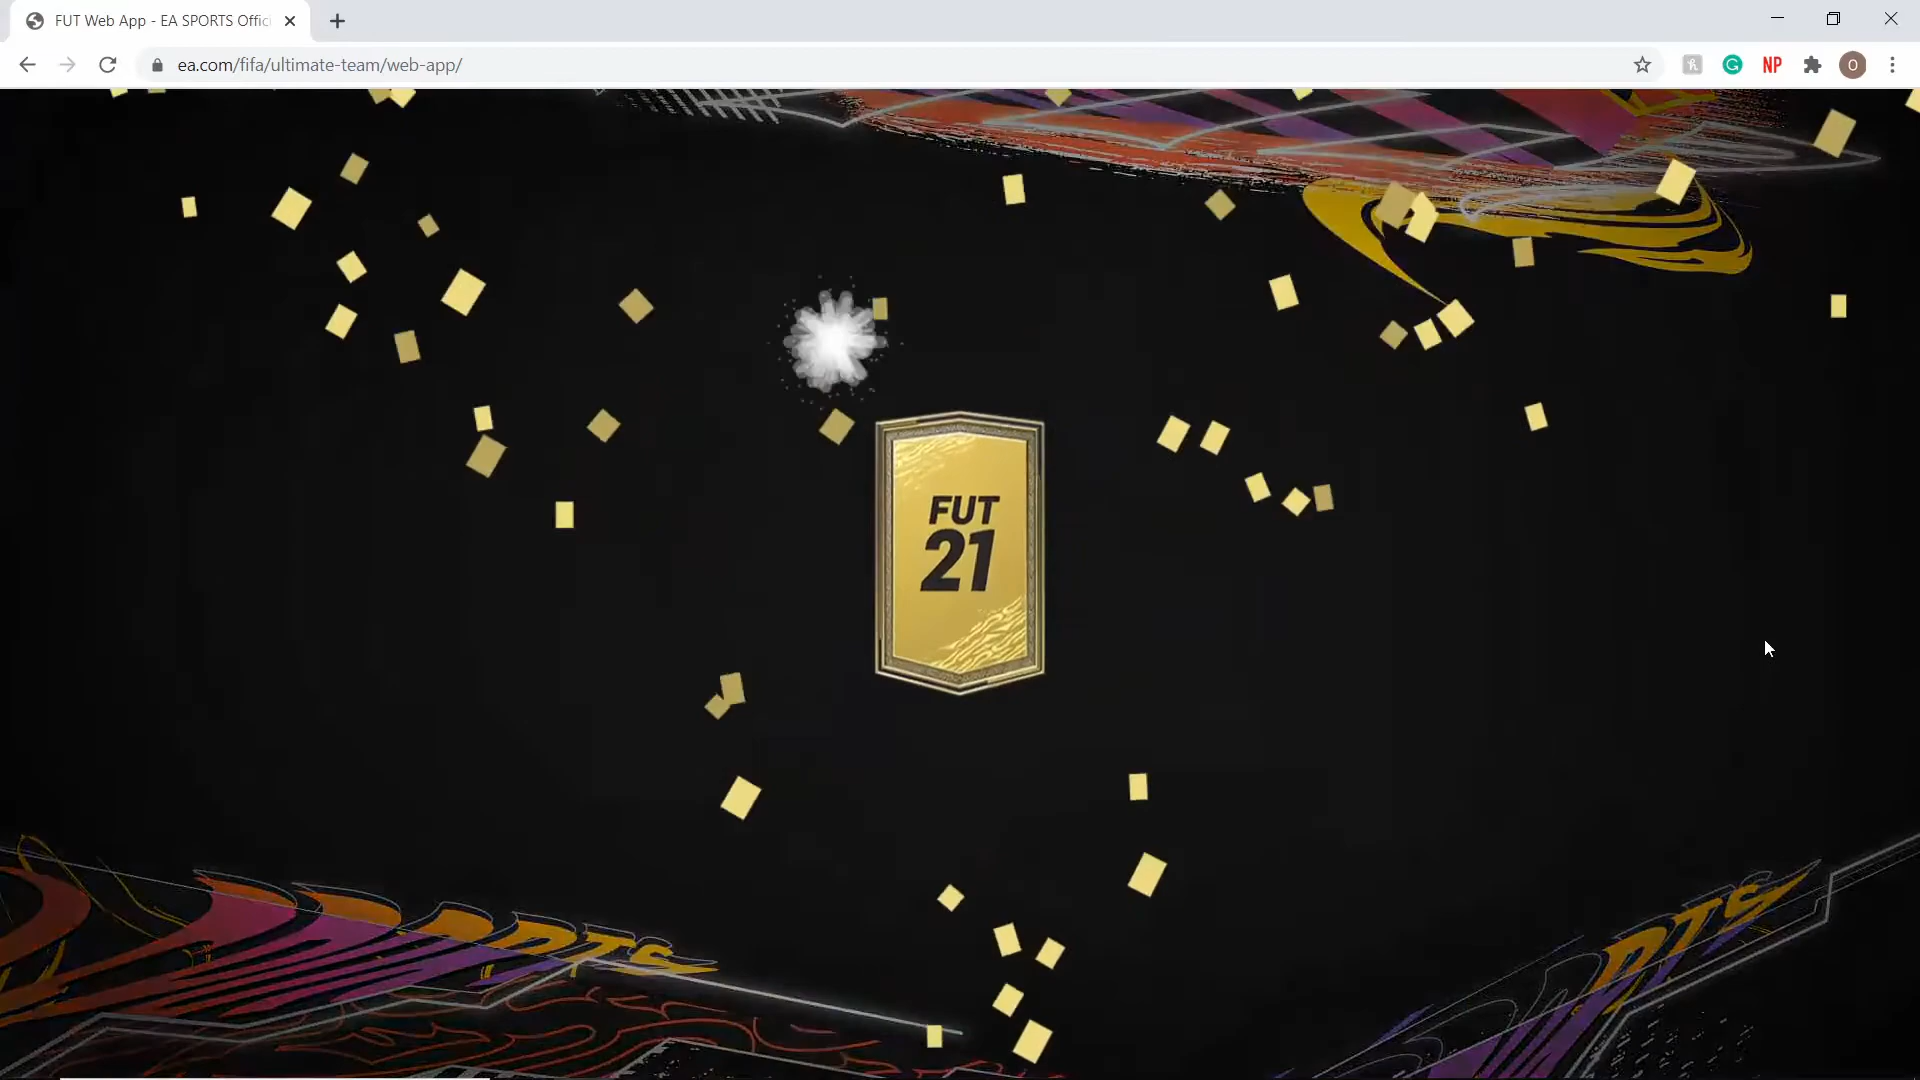 FUT Web App - EA SPORTS Offic
ea.com/fifa/ultimate-team/web-app/
NP
O
FUT
21